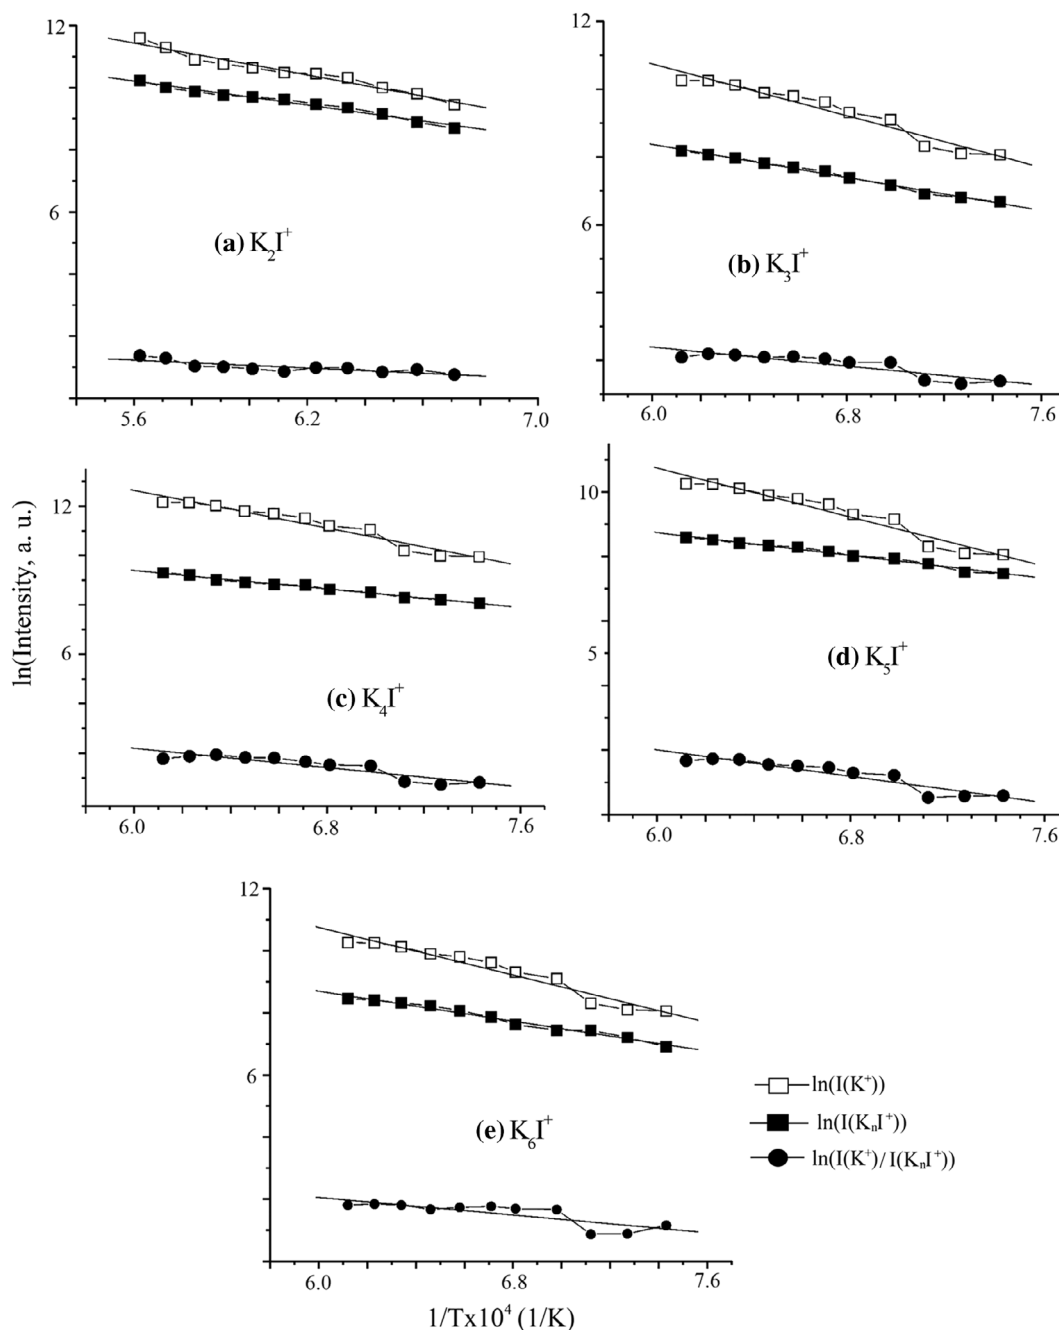 12
6
(a) K₂I⁺
5.6 6.2 7.0
12
6
(b) K₃I⁺
6.0 6.8 7.6
ln(Intensity, a. u.)
12
6
(c) K₄I⁺
6.0 6.8 7.6
10
5
(d) K₅I⁺
6.0 6.8 7.6
12
6
(e) K₆I⁺
6.0 6.8 7.6
ln(I(K⁺))
ln(I(KₙI⁺))
ln(I(K⁺)/I(KₙI⁺))
1/Tx10⁴ (1/K)